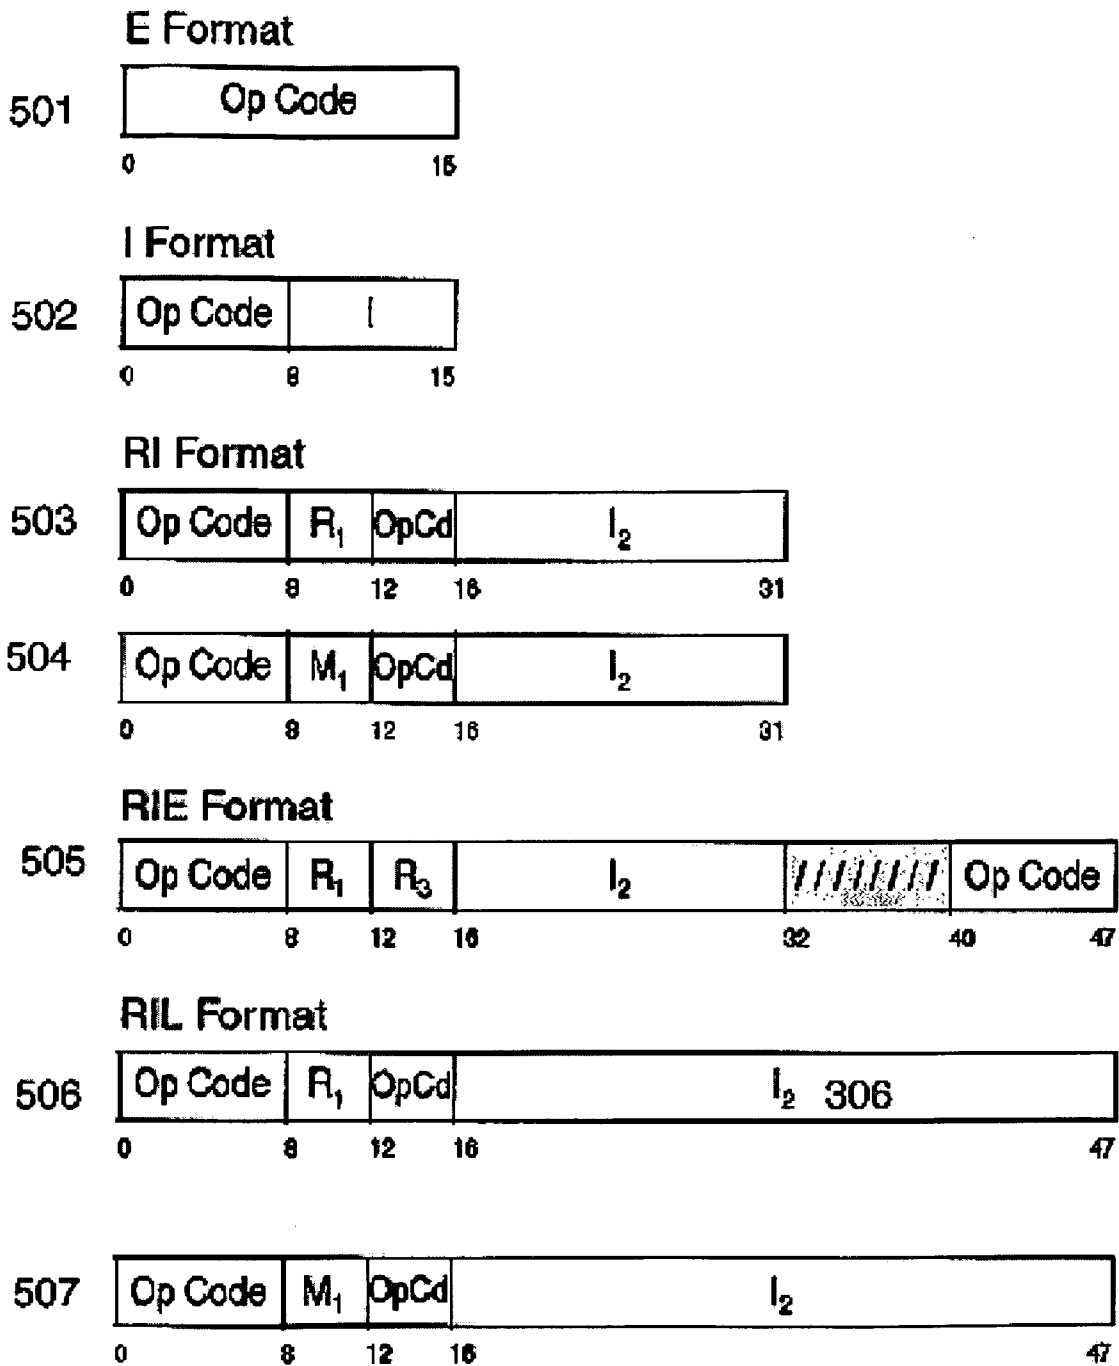 E Format
501 Op Code
0 15
I Format
502 Op Code I
0 8 15
RI Format
503 Op Code R₁ OpCd I₂
0 8 12 16 31
504 Op Code M₁ OpCd I₂
0 8 12 16 31
RIE Format
505 Op Code R₁ R₃ I₂ //////// Op Code
0 8 12 16 32 40 47
RIL Format
506 Op Code R₁ OpCd I₂ 306
0 8 12 16 47
507 Op Code M₁ OpCd I₂
0 8 12 16 47